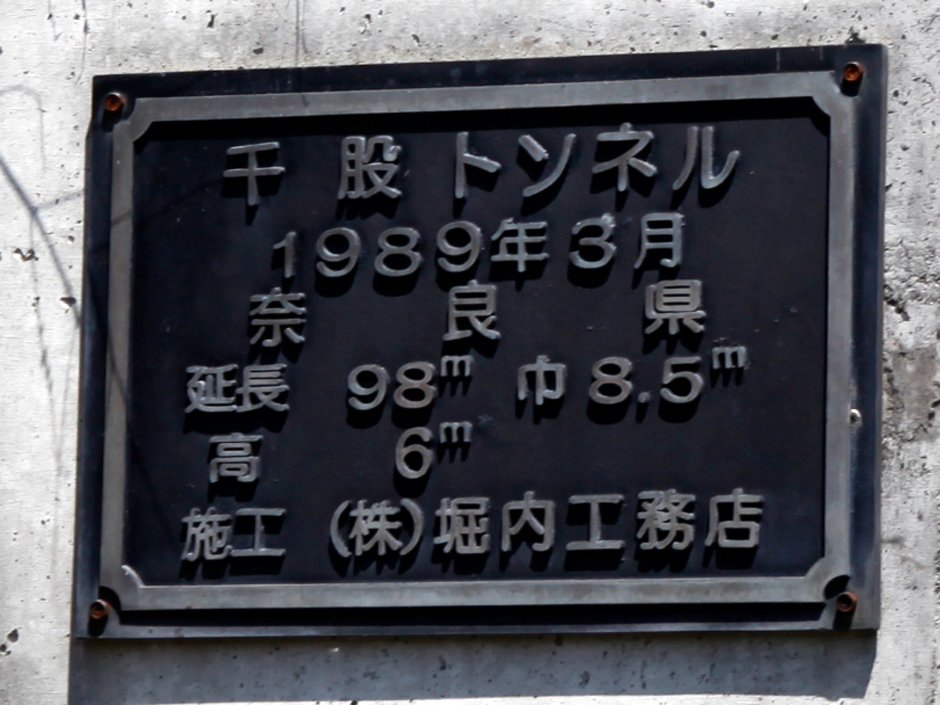 千股トンネル
1989年3月
奈良県
延長 98m 巾8.5m
高 6m
施工 (株)堀内工務店